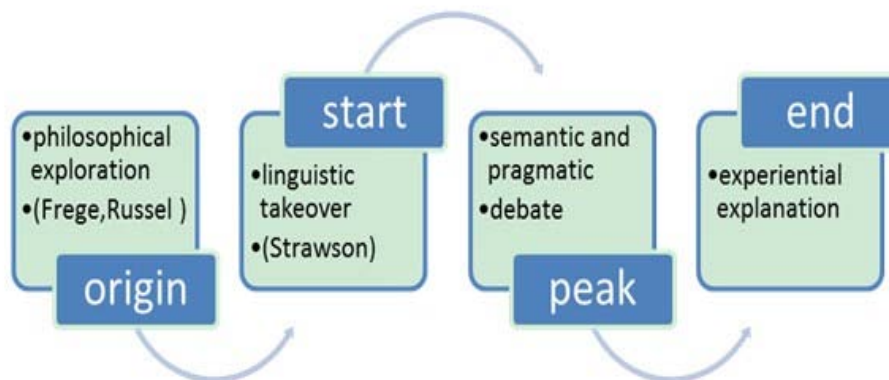 •philosophical
exploration
•(Frege,Russel )
origin
start
•linguistic
takeover
•(Strawson)
•semantic and
pragmatic
•debate
peak
end
•experiential
explanation